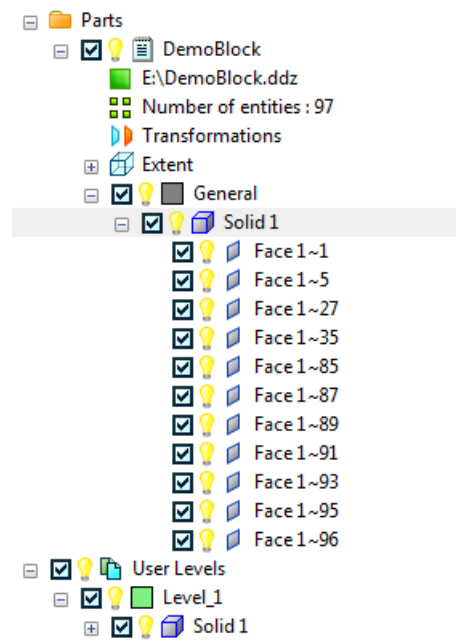 Parts
DemoBlock
E:\DemoBlock.ddz
Number of entities : 97
Transformations
Extent
General
Solid 1
Face 1~1
Face 1~5
Face 1~27
Face 1~35
Face 1~85
Face 1~87
Face 1~89
Face 1~91
Face 1~93
Face 1~95
Face 1~96
User Levels
Level_1
Solid 1